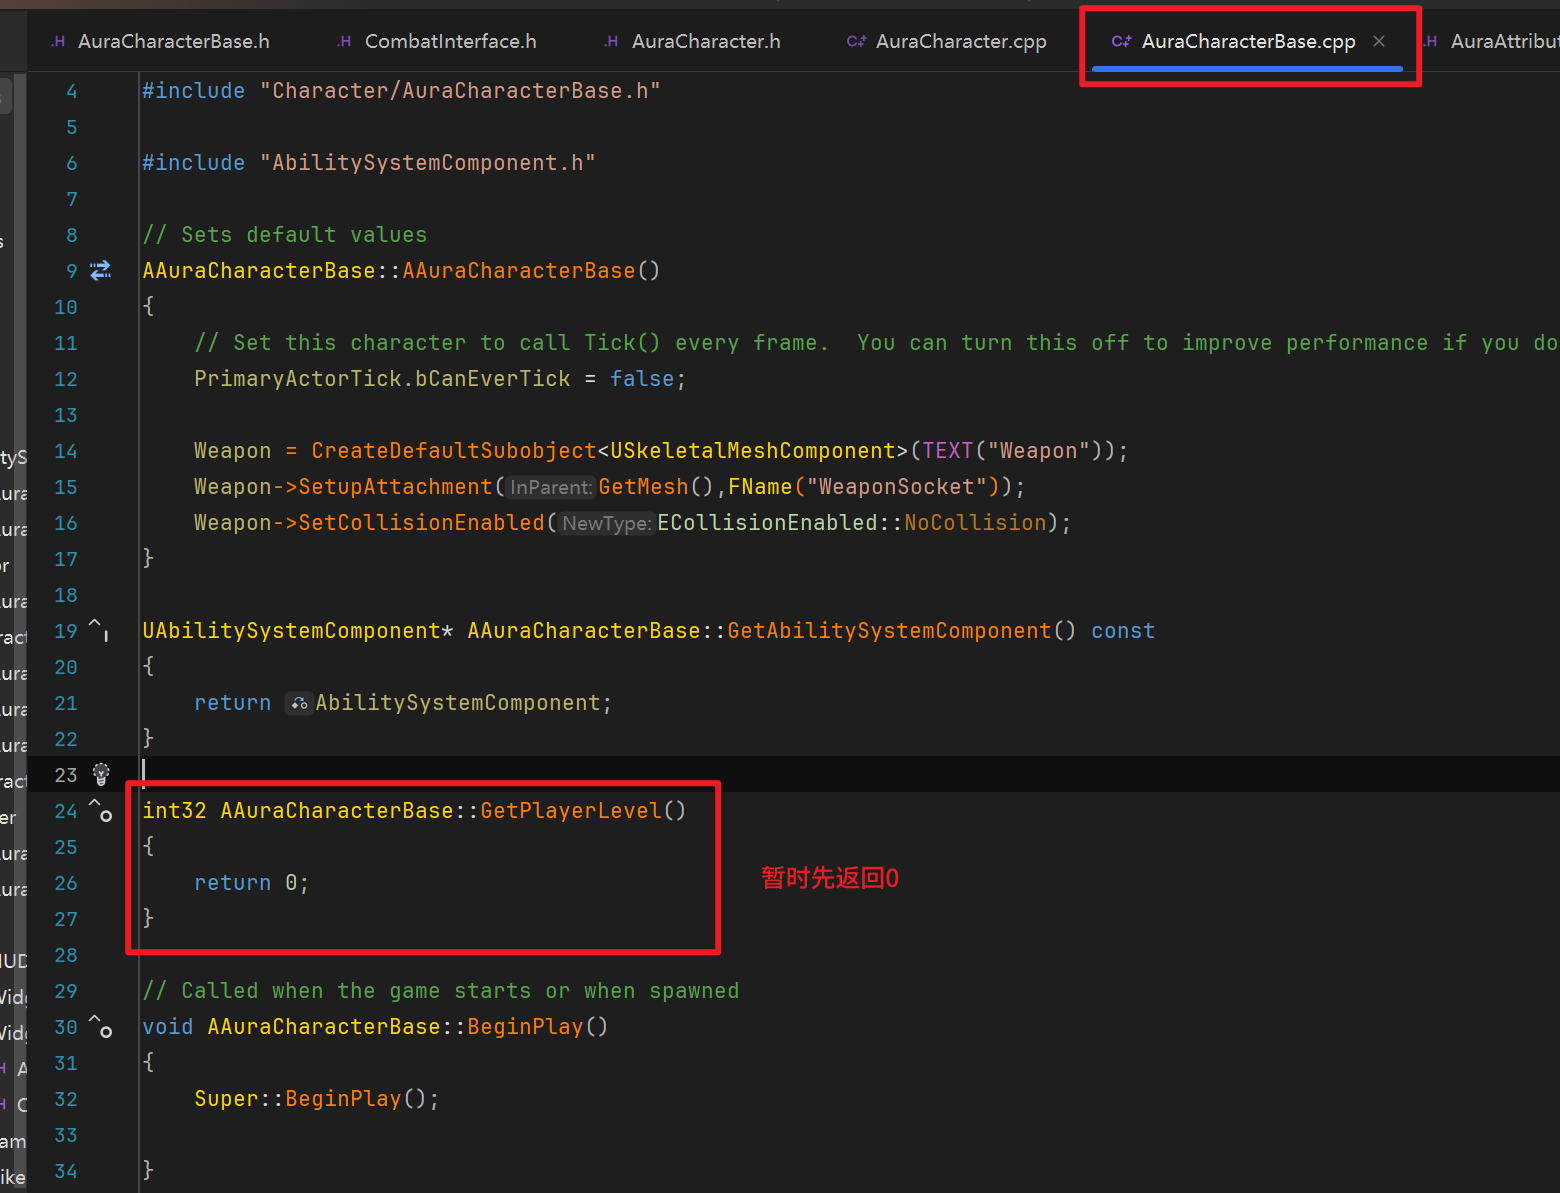 .H AuraCharacterBase.h .H CombatInterface.h .H AuraCharacter.h C++ AuraCharacter.cpp C++ AuraCharacterBase.cpp × .H AuraAttribut
4 #include "Character/AuraCharacterBase.h"
5
6 #include "AbilitySystemComponent.h"
7
8 // Sets default values
9 AAuraCharacterBase::AAuraCharacterBase()
10 {
11 // Set this character to call Tick() every frame.  You can turn this off to improve performance if you do
12 PrimaryActorTick.bCanEverTick = false;
13
14 Weapon = CreateDefaultSubobject<USkeletalMeshComponent>(TEXT("Weapon"));
15 Weapon->SetupAttachment(InParent:GetMesh(),FName("WeaponSocket"));
16 Weapon->SetCollisionEnabled(NewType:ECollisionEnabled::NoCollision);
17 }
18
19 UAbilitySystemComponent* AAuraCharacterBase::GetAbilitySystemComponent() const
20 {
21 return AbilitySystemComponent;
22 }
23
24 int32 AAuraCharacterBase::GetPlayerLevel()
25 {
26 return 0;
27 }
暂时先返回0
28
29 // Called when the game starts or when spawned
30 void AAuraCharacterBase::BeginPlay()
31 {
32 Super::BeginPlay();
33
34 }